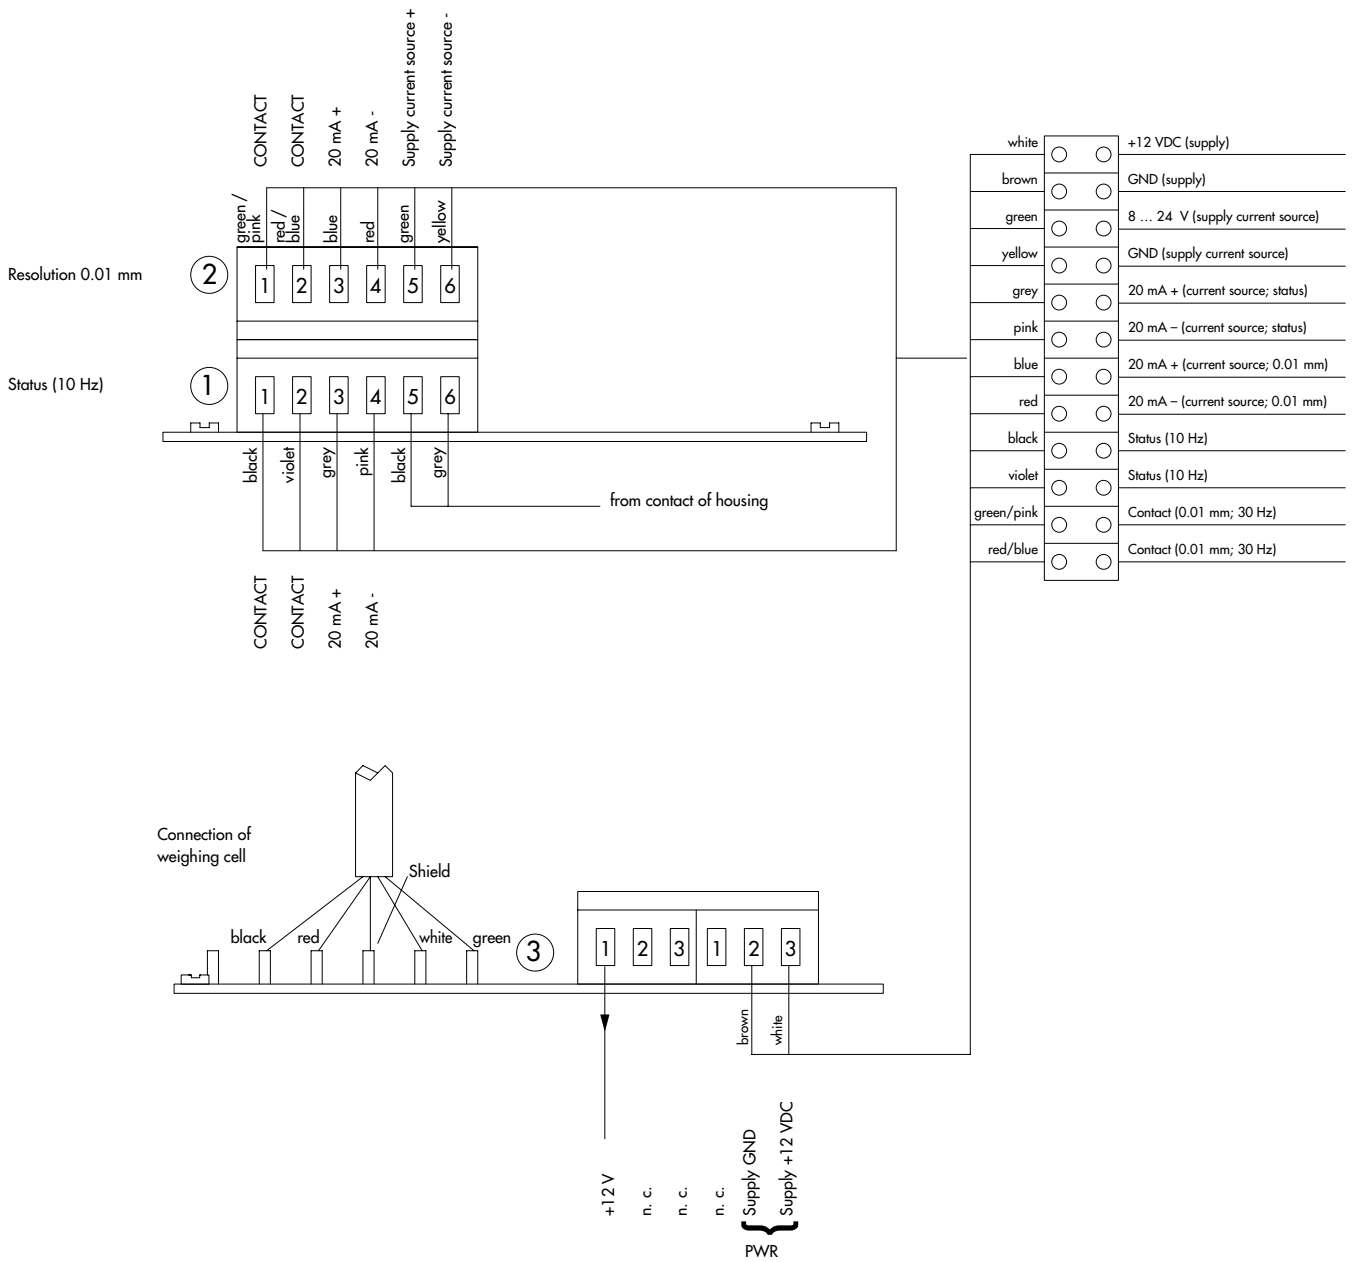 CONTACT
CONTACT
20 mA +
20 mA -
Supply current source +
Supply current source -
green /
pink
red /
blue
blue
red
green
yellow
Resolution 0.01 mm
2
1 2 3 4 5 6
Status (10 Hz)
1
1 2 3 4 5 6
black
violet
grey
pink
black
grey
from contact of housing
CONTACT
CONTACT
20 mA +
20 mA -
white +12 VDC (supply)
brown GND (supply)
green 8 ... 24 V (supply current source)
yellow GND (supply current source)
grey 20 mA + (current source; status)
pink 20 mA – (current source; status)
blue 20 mA + (current source; 0.01 mm)
red 20 mA – (current source; 0.01 mm)
black Status (10 Hz)
violet Status (10 Hz)
green/pink Contact (0.01 mm; 30 Hz)
red/blue Contact (0.01 mm; 30 Hz)
Connection of
weighing cell
Shield
black red white green
3
1 2 3 1 2 3
brown
white
+12 V
n. c.
n. c.
n. c.
Supply GND
Supply +12 VDC
PWR